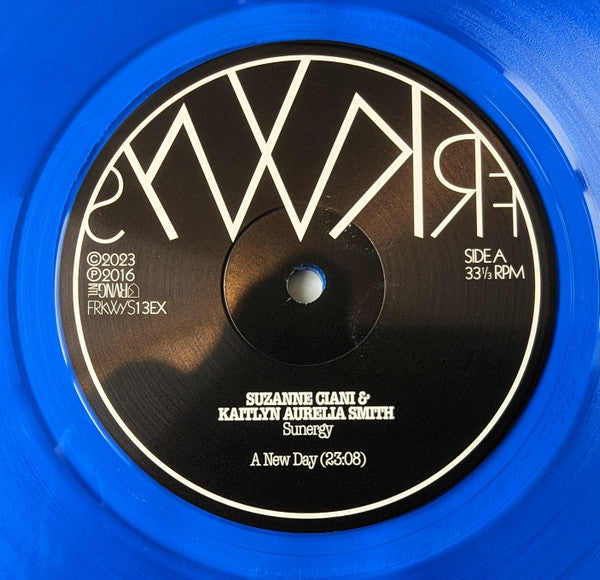 FRKWYS
©2023
℗2016
RVNG
INTL
FRKWYS13EX
SIDE A
33⅓ RPM
SUZANNE CIANI &
KAITLYN AURELIA SMITH
Sunergy
A New Day (23:08)